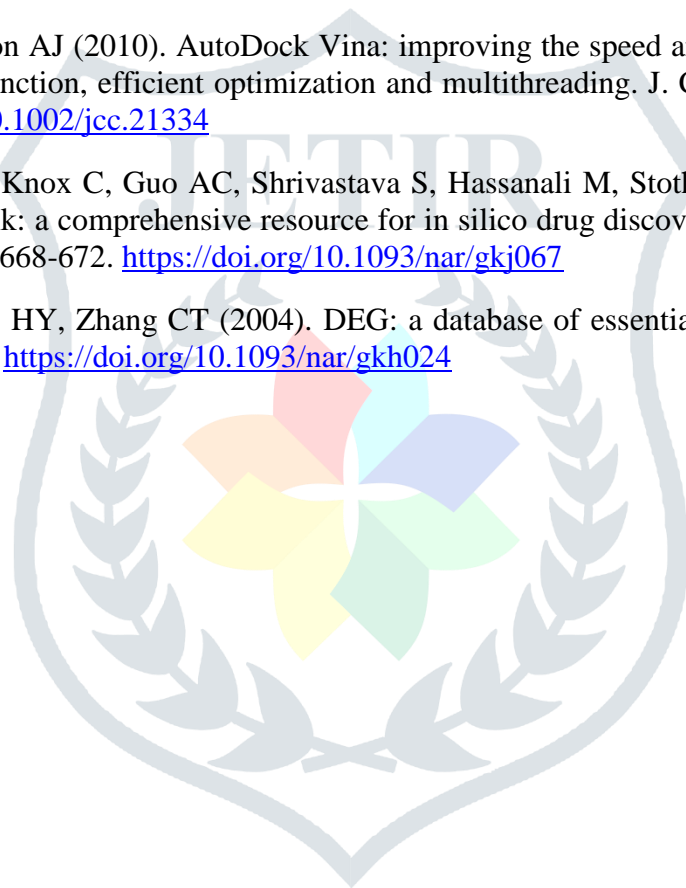 on AJ (2010). AutoDock Vina: improving the speed a
nction, efficient optimization and multithreading. J. C
0.1002/jcc.21334
JETIR
Knox C, Guo AC, Shrivastava S, Hassanali M, Stoth
k: a comprehensive resource for in silico drug discov
668-672. https://doi.org/10.1093/nar/gkj067
HY, Zhang CT (2004). DEG: a database of essentia
https://doi.org/10.1093/nar/gkh024